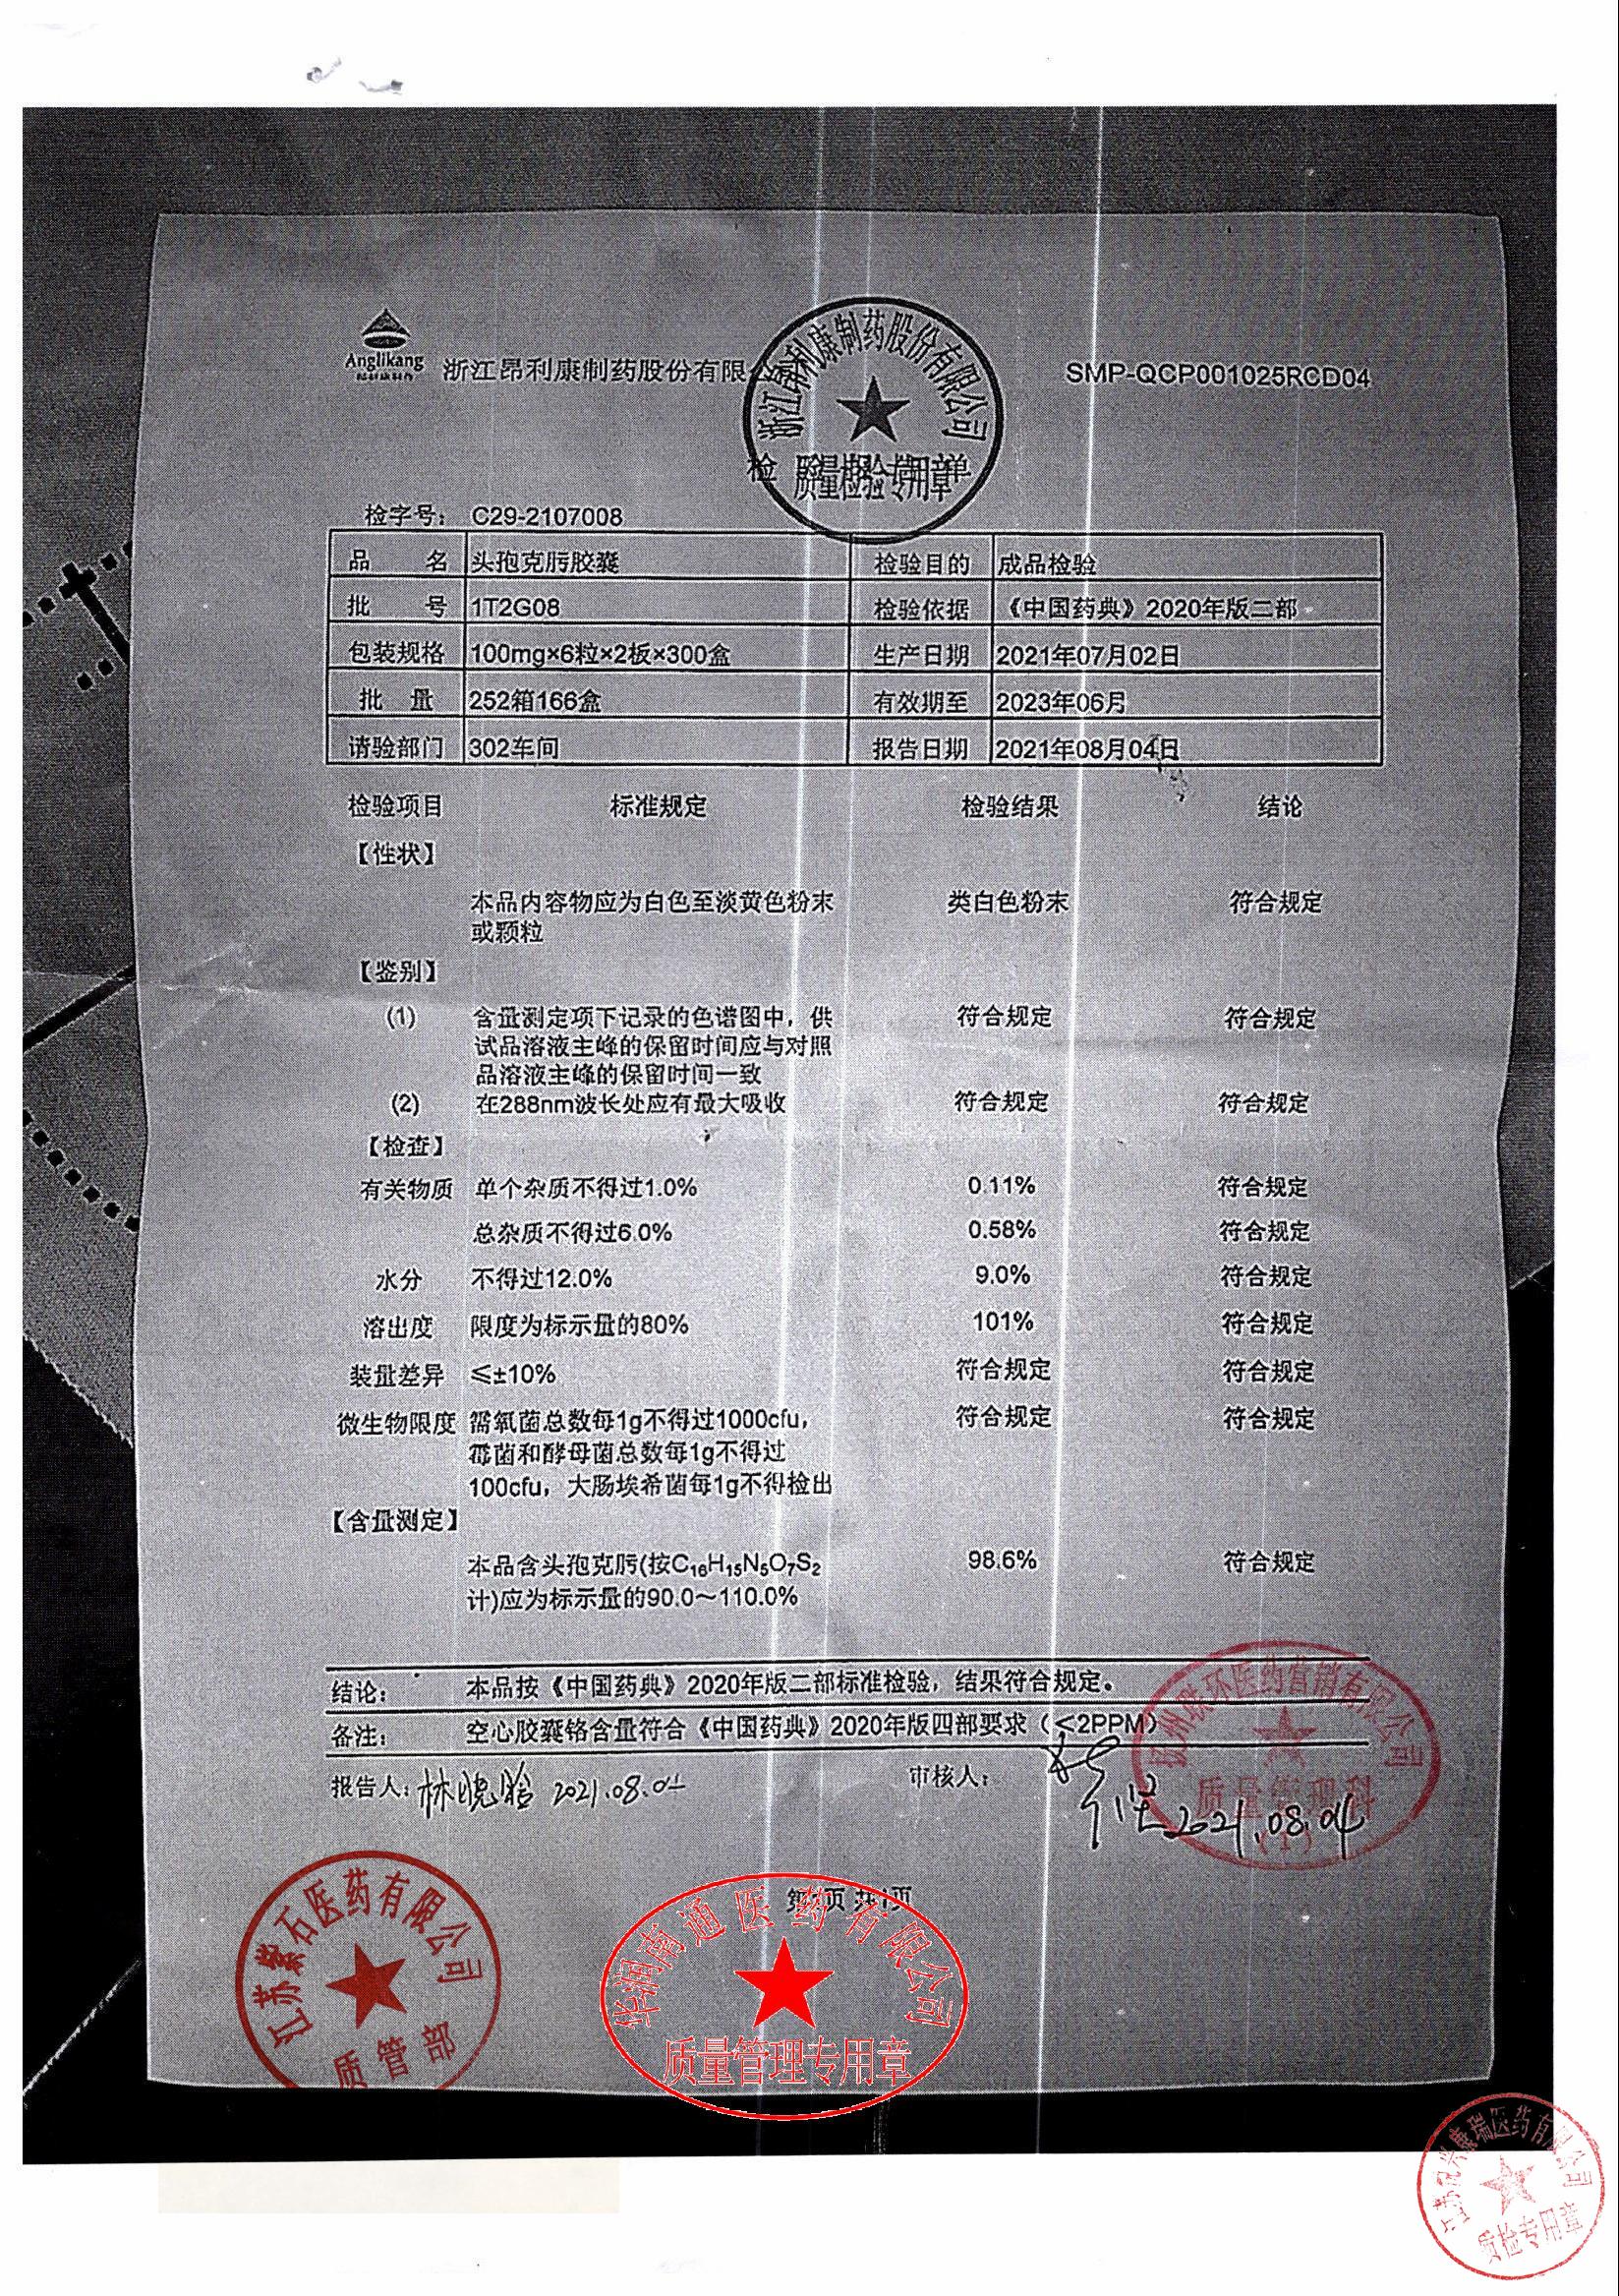 Anglikang
浙江昂利康制药股份有限
SMP-QCP001025RCD04
浙江昂利康制药股份有限公司
质量检验专用章
检 单
检字号： C29-2107008
品 名 头孢克肟胶囊 检验目的 成品检验
批 号 1T2G08 检验依据 《中国药典》2020年版二部
包装规格 100mg×6粒×2板×300盒 生产日期 2021年07月02日
批 量 252箱166盒 有效期至 2023年06月
请验部门 302车间 报告日期 2021年08月04日
检验项目 标准规定 检验结果 结论
【性状】
本品内容物应为白色至淡黄色粉末 类白色粉末 符合规定
或颗粒
【鉴别】
(1) 含量测定项下记录的色谱图中，供 符合规定 符合规定
试品溶液主峰的保留时间应与对照
品溶液主峰的保留时间一致
(2) 在288nm波长处应有最大吸收 符合规定 符合规定
【检查】
有关物质 单个杂质不得过1.0% 0.11% 符合规定
总杂质不得过6.0% 0.58% 符合规定
水分 不得过12.0% 9.0% 符合规定
溶出度 限度为标示量的80% 101% 符合规定
装量差异 ≤±10% 符合规定 符合规定
微生物限度 需氧菌总数每1g不得过1000cfu， 符合规定 符合规定
霉菌和酵母菌总数每1g不得过
100cfu，大肠埃希菌每1g不得检出
【含量测定】
本品含头孢克肟(按C₁₆H₁₅N₅O₇S₂ 98.6% 符合规定
计)应为标示量的90.0～110.0%
结论： 本品按《中国药典》2020年版二部标准检验，结果符合规定。
备注： 空心胶囊铬含量符合《中国药典》2020年版四部要求（≤2PPM）
报告人： 2021.08.04 审核人： 2021.08.04
扬州联环医药营销有限公司
质量管理科
(1)
第1页 共1页
江苏紫石医药有限公司
质管部
华润南通医药有限公司
质量管理专用章
医药有限公司
质检专用章